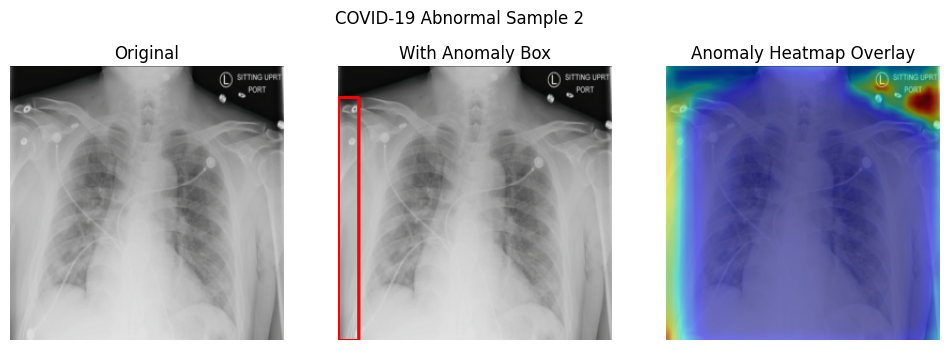 COVID-19 Abnormal Sample 2
Original
With Anomaly Box
Anomaly Heatmap Overlay
L SITTING UPRT
PORT
L SITTING UPRT
PORT
L SITTING UPRT
PORT